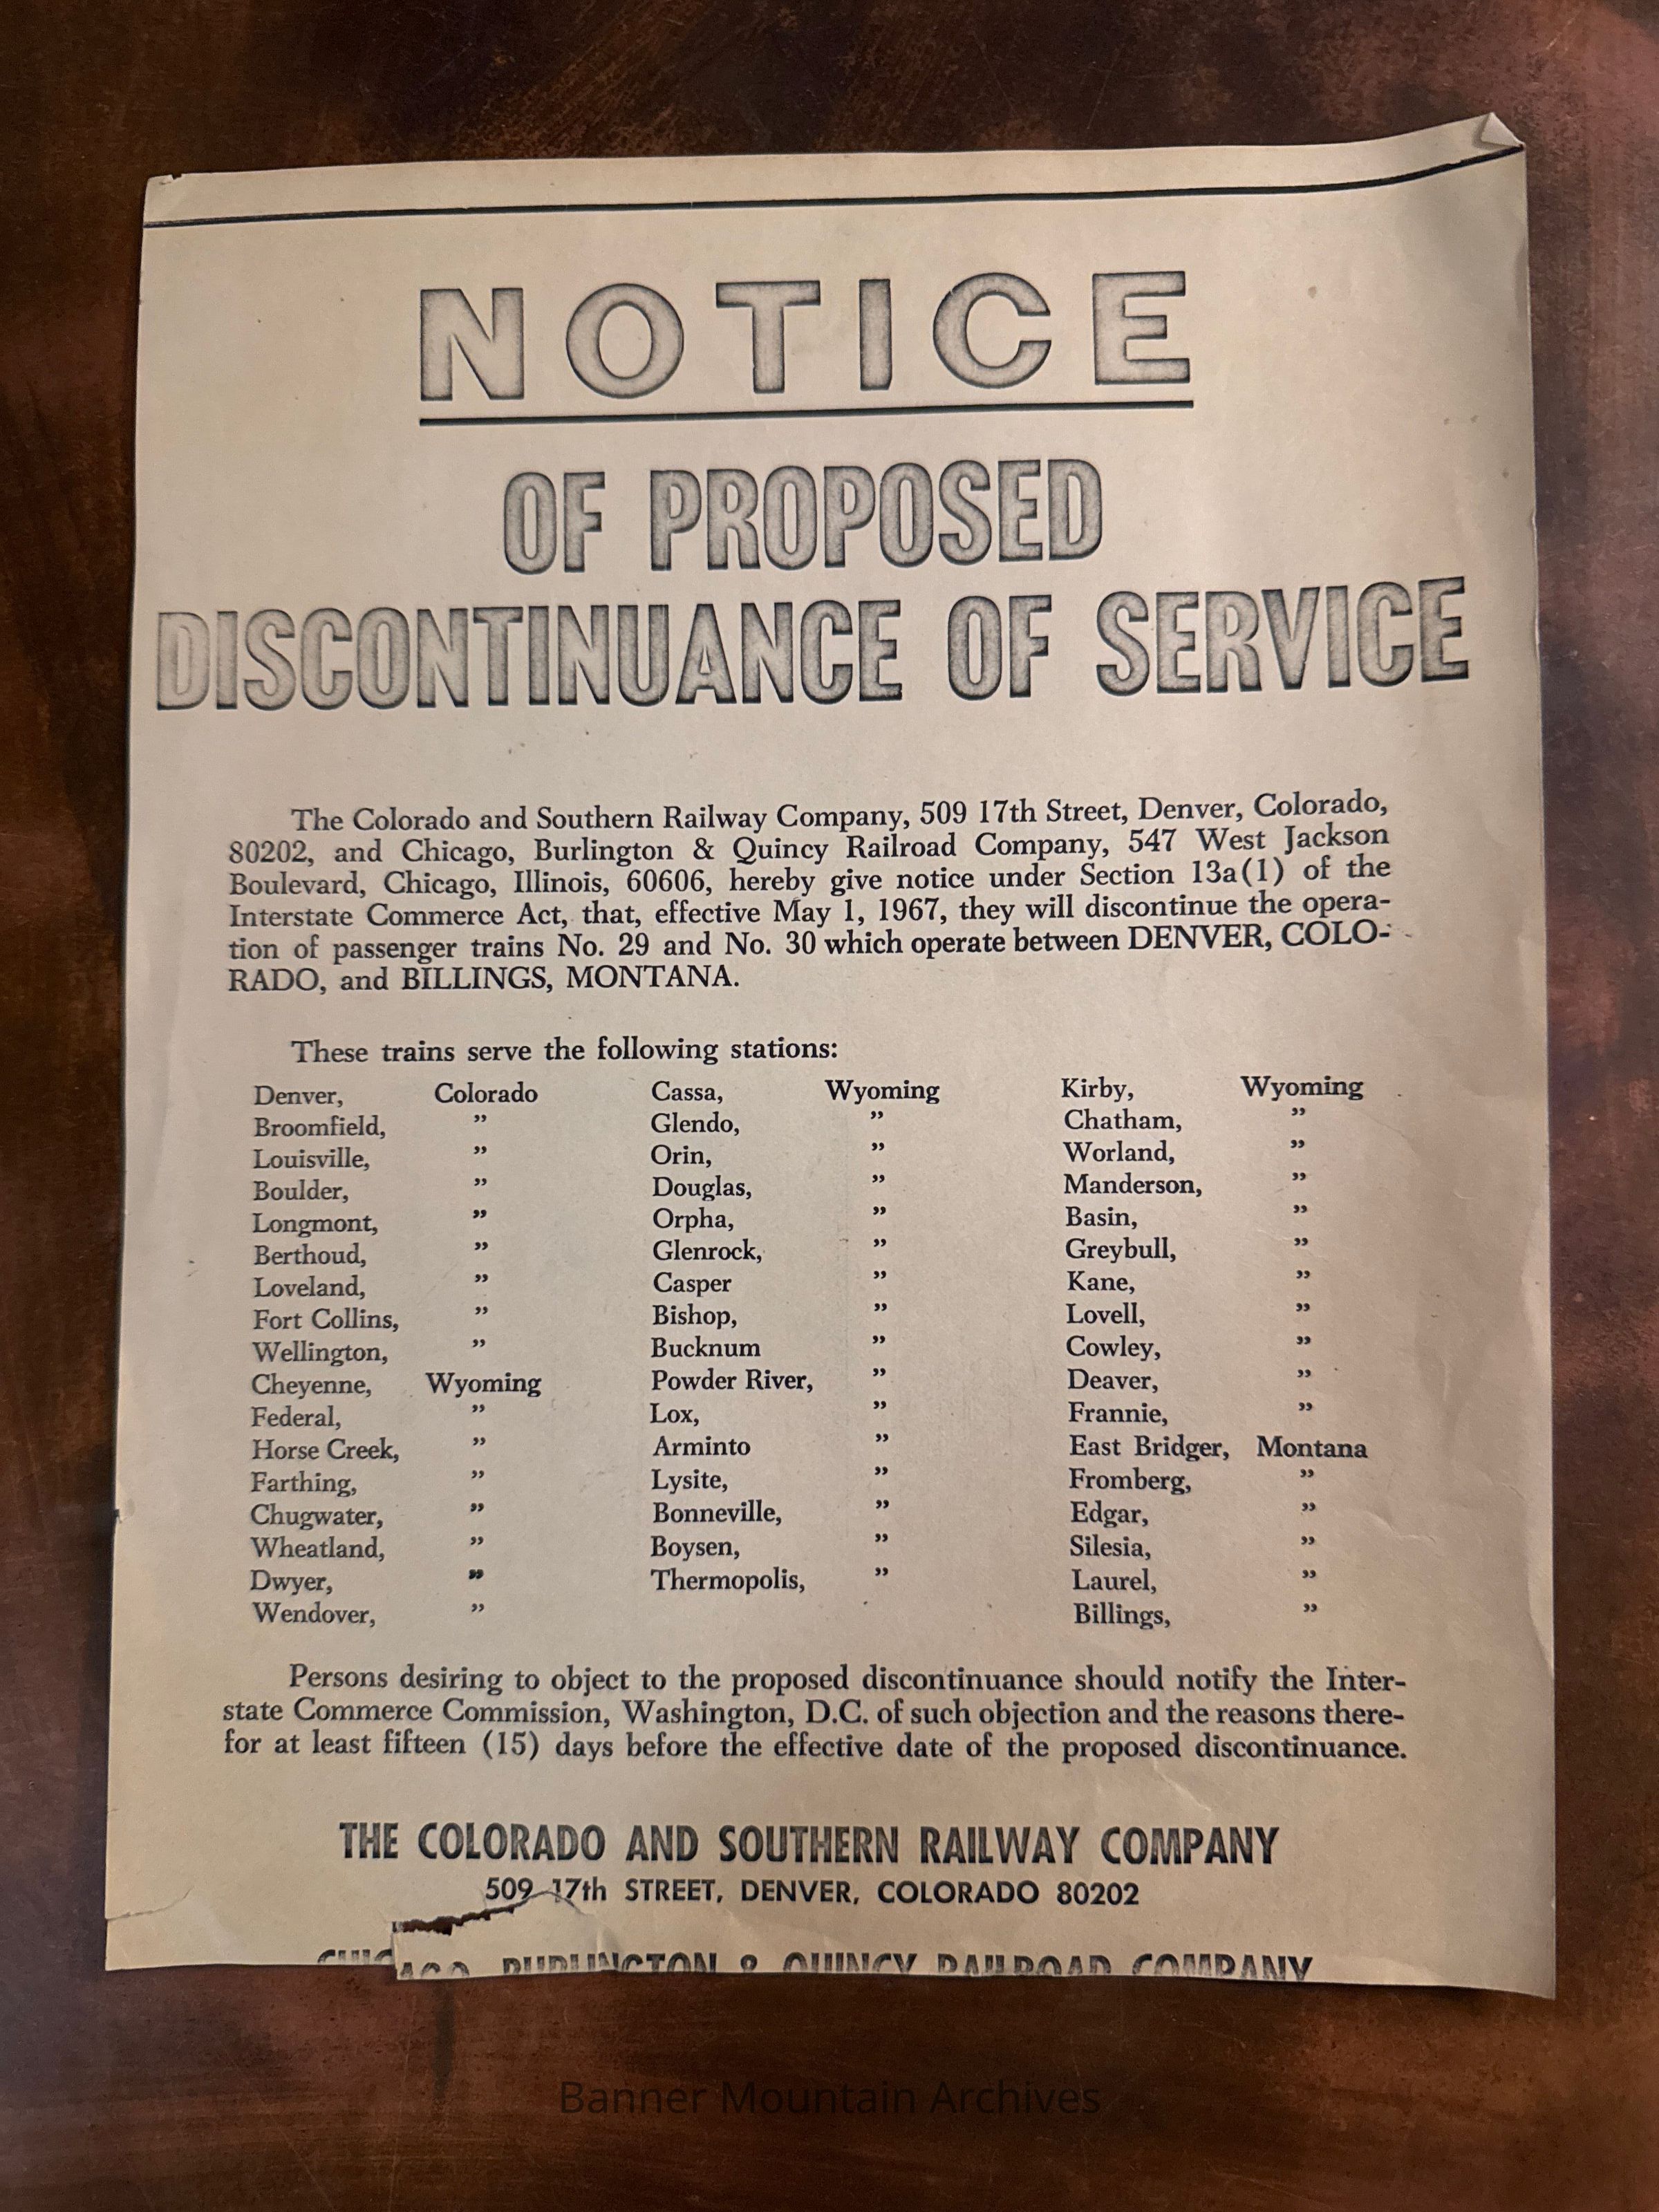 NOTICE
OF PROPOSED
DISCONTINUANCE OF SERVICE
The Colorado and Southern Railway Company, 509 17th Street, Denver, Colorado,
80202, and Chicago, Burlington & Quincy Railroad Company, 547 West Jackson
Boulevard, Chicago, Illinois, 60606, hereby give notice under Section 13a(1) of the
Interstate Commerce Act, that, effective May 1, 1967, they will discontinue the opera-
tion of passenger trains No. 29 and No. 30 which operate between DENVER, COLO-
RADO, and BILLINGS, MONTANA.
These trains serve the following stations:
Denver, Colorado
Broomfield, ”
Louisville, ”
Boulder, ”
Longmont, ”
Berthoud, ”
Loveland, ”
Fort Collins, ”
Wellington, ”
Cheyenne, Wyoming
Federal, ”
Horse Creek, ”
Farthing, ”
Chugwater, ”
Wheatland, ”
Dwyer, ”
Wendover, ”
Cassa, Wyoming
Glendo, ”
Orin, ”
Douglas, ”
Orpha, ”
Glenrock, ”
Casper ”
Bishop, ”
Bucknum ”
Powder River, ”
Lox, ”
Arminto ”
Lysite, ”
Bonneville, ”
Boysen, ”
Thermopolis, ”
Kirby, Wyoming
Chatham, ”
Worland, ”
Manderson, ”
Basin, ”
Greybull, ”
Kane, ”
Lovell, ”
Cowley, ”
Deaver, ”
Frannie, ”
East Bridger, Montana
Fromberg, ”
Edgar, ”
Silesia, ”
Laurel, ”
Billings, ”
Persons desiring to object to the proposed discontinuance should notify the Inter-
state Commerce Commission, Washington, D.C. of such objection and the reasons there-
for at least fifteen (15) days before the effective date of the proposed discontinuance.
THE COLORADO AND SOUTHERN RAILWAY COMPANY
509 17th STREET, DENVER, COLORADO 80202
CHICAGO, BURLINGTON & QUINCY RAILROAD COMPANY
Banner Mountain Archives